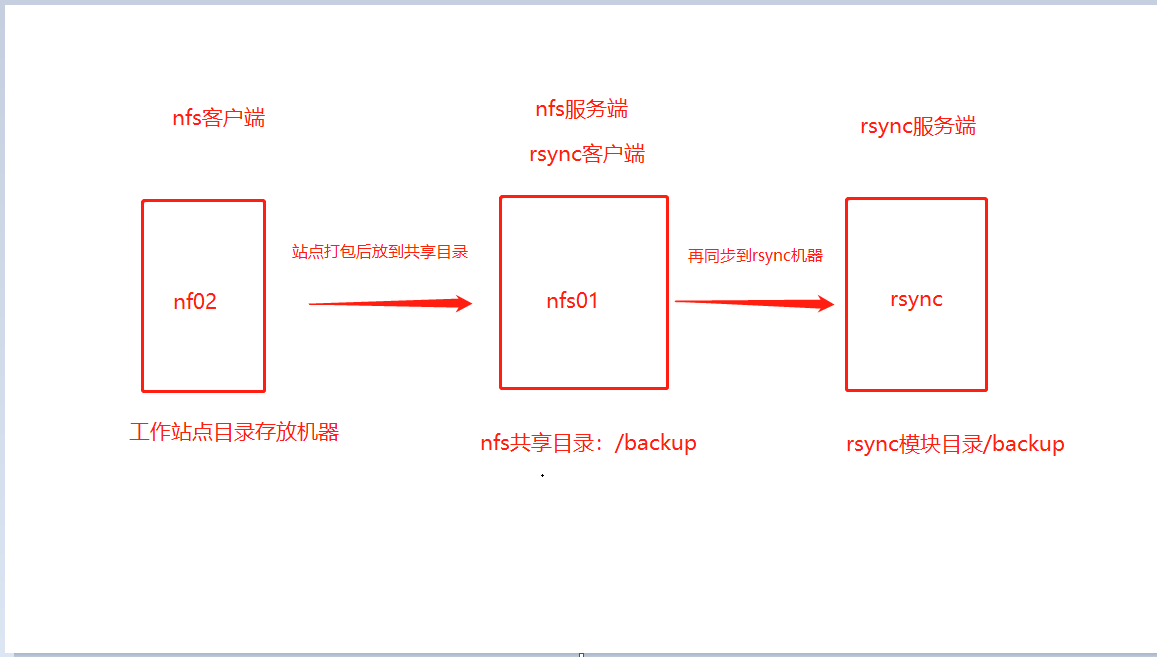 nfs客户端
nfs服务端
rsync客户端
rsync服务端
站点打包后放到共享目录
再同步到rsync机器
nf02
nfs01
rsync
工作站点目录存放机器
nfs共享目录：/backup
rsync模块目录/backup